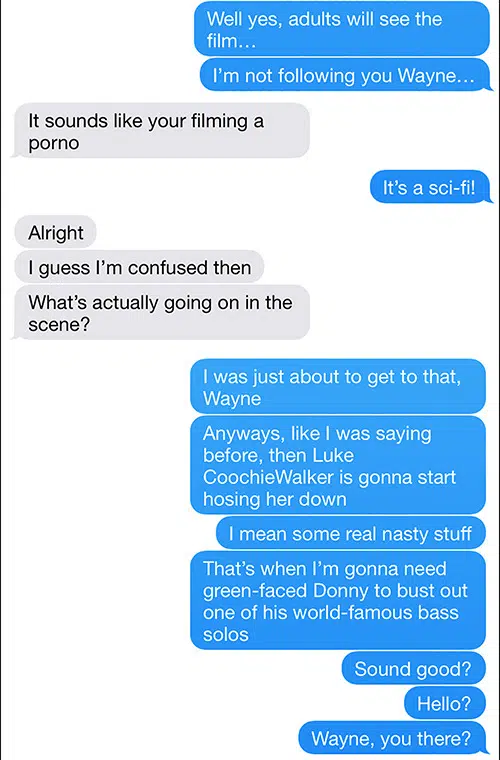 Well yes, adults will see the
film...
I'm not following you Wayne...
It sounds like your filming a
porno
It's a sci-fi!
Alright
I guess I'm confused then
What's actually going on in the
scene?
I was just about to get to that,
Wayne
Anyways, like I was saying
before, then Luke
CoochieWalker is gonna start
hosing her down
I mean some real nasty stuff
That's when I'm gonna need
green-faced Donny to bust out
one of his world-famous bass
solos
Sound good?
Hello?
Wayne, you there?